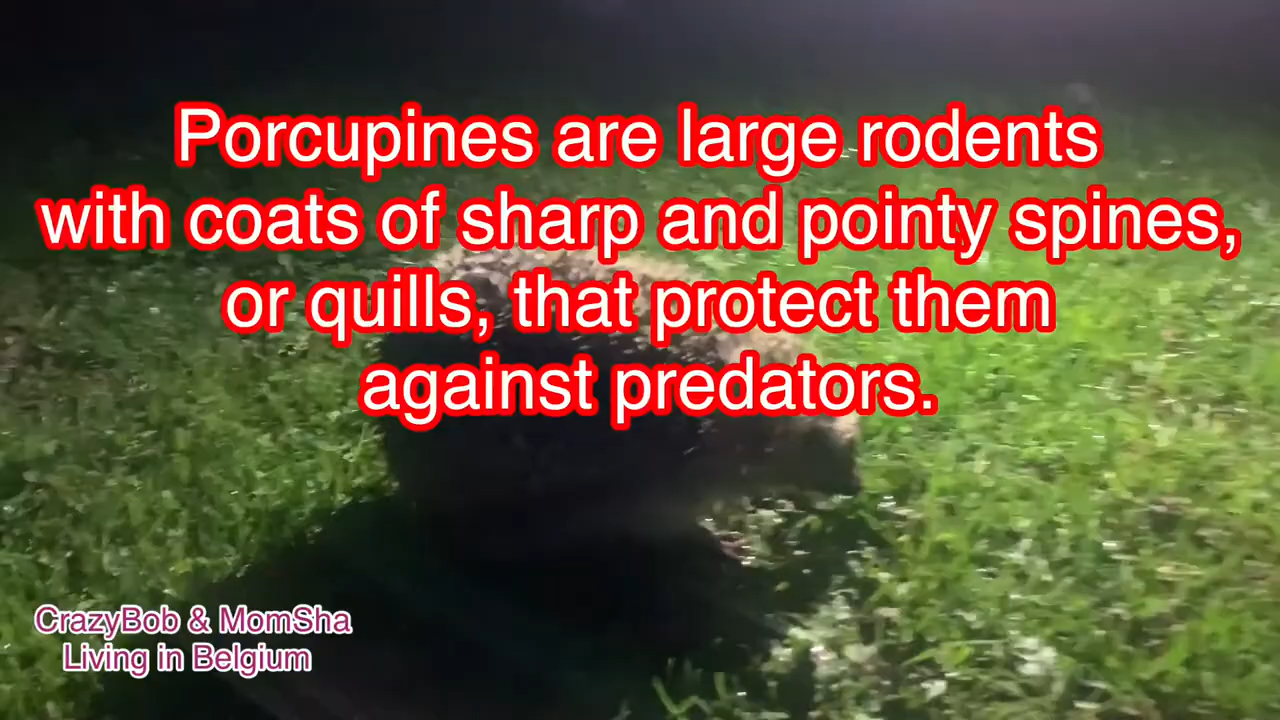 Porcupines are large rodents
with coats of sharp and pointy spines,
or quills, that protect them
against predators.
CrazyBob & MomSha
Living in Belgium